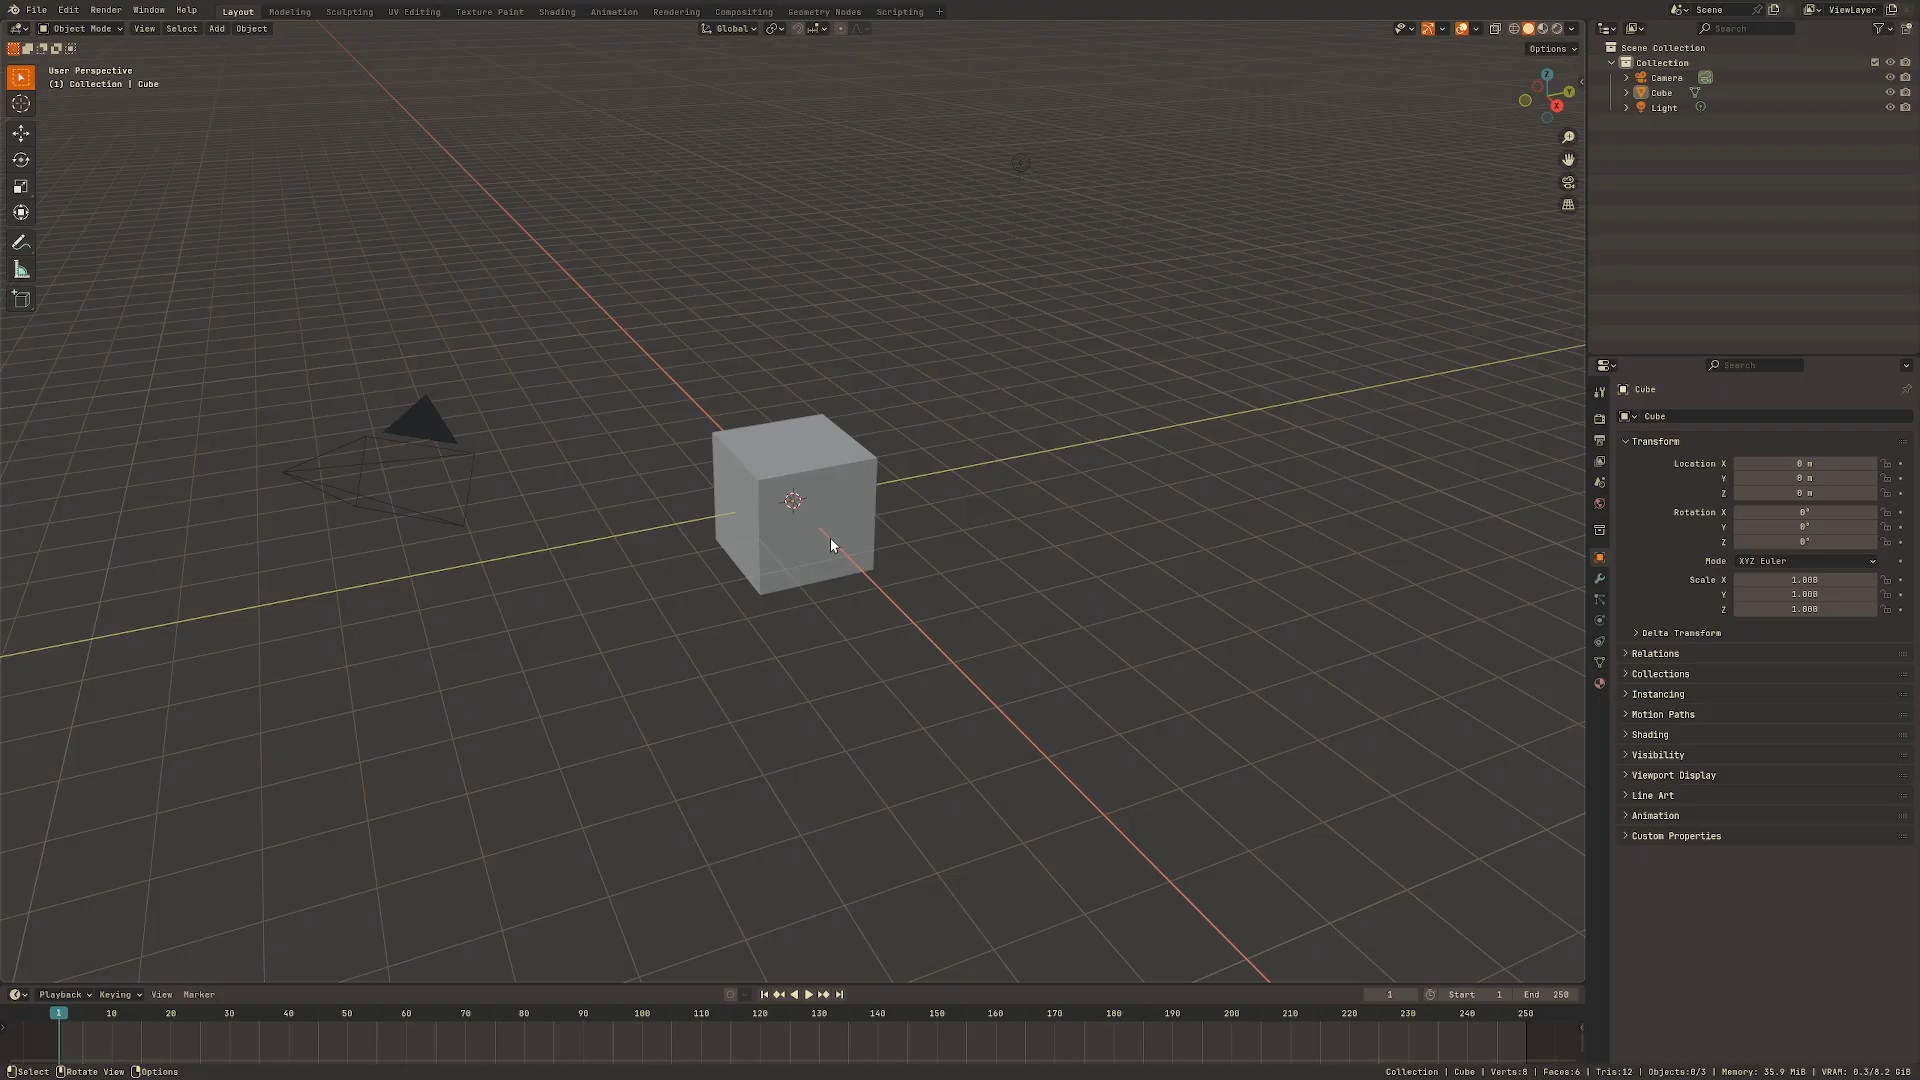 File Edit Render Window Help Layout Modeling Sculpting UV Editing Texture Paint Shading Animation Rendering Compositing Geometry Nodes Scripting + Scene ViewLayer
Object Mode View Select Add Object Global Search
Options
User Perspective
(1) Collection | Cube
Z
Y
X
Scene Collection
Collection
Camera
Cube
Light
Search
Cube
Cube
Transform
Location X 0 m
Y 0 m
Z 0 m
Rotation X 0°
Y 0°
Z 0°
Mode XYZ Euler
Scale X 1.000
Y 1.000
Z 1.000
Delta Transform
Relations
Collections
Instancing
Motion Paths
Shading
Visibility
Viewport Display
Line Art
Animation
Custom Properties
Playback Keying View Marker 1 Start 1 End 250
1 10 20 30 40 50 60 70 80 90 100 110 120 130 140 150 160 170 180 190 200 210 220 230 240 250
Select Rotate View Options Collection | Cube | Verts:8 | Faces:6 | Tris:12 | Objects:0/3 | Memory: 35.9 MiB | VRAM: 0.3/8.2 GiB